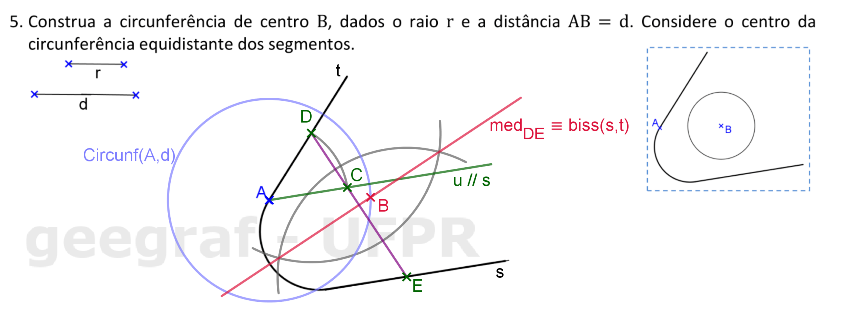 5. Construa a circunferência de centro B, dados o raio r e a distância AB = d. Considere o centro da
circunferência equidistante dos segmentos.
r
d
t
D
Circunf(A,d)
med_DE ≡ biss(s,t)
C
u // s
A
B
E
s
A
B
geegraf - UFPR